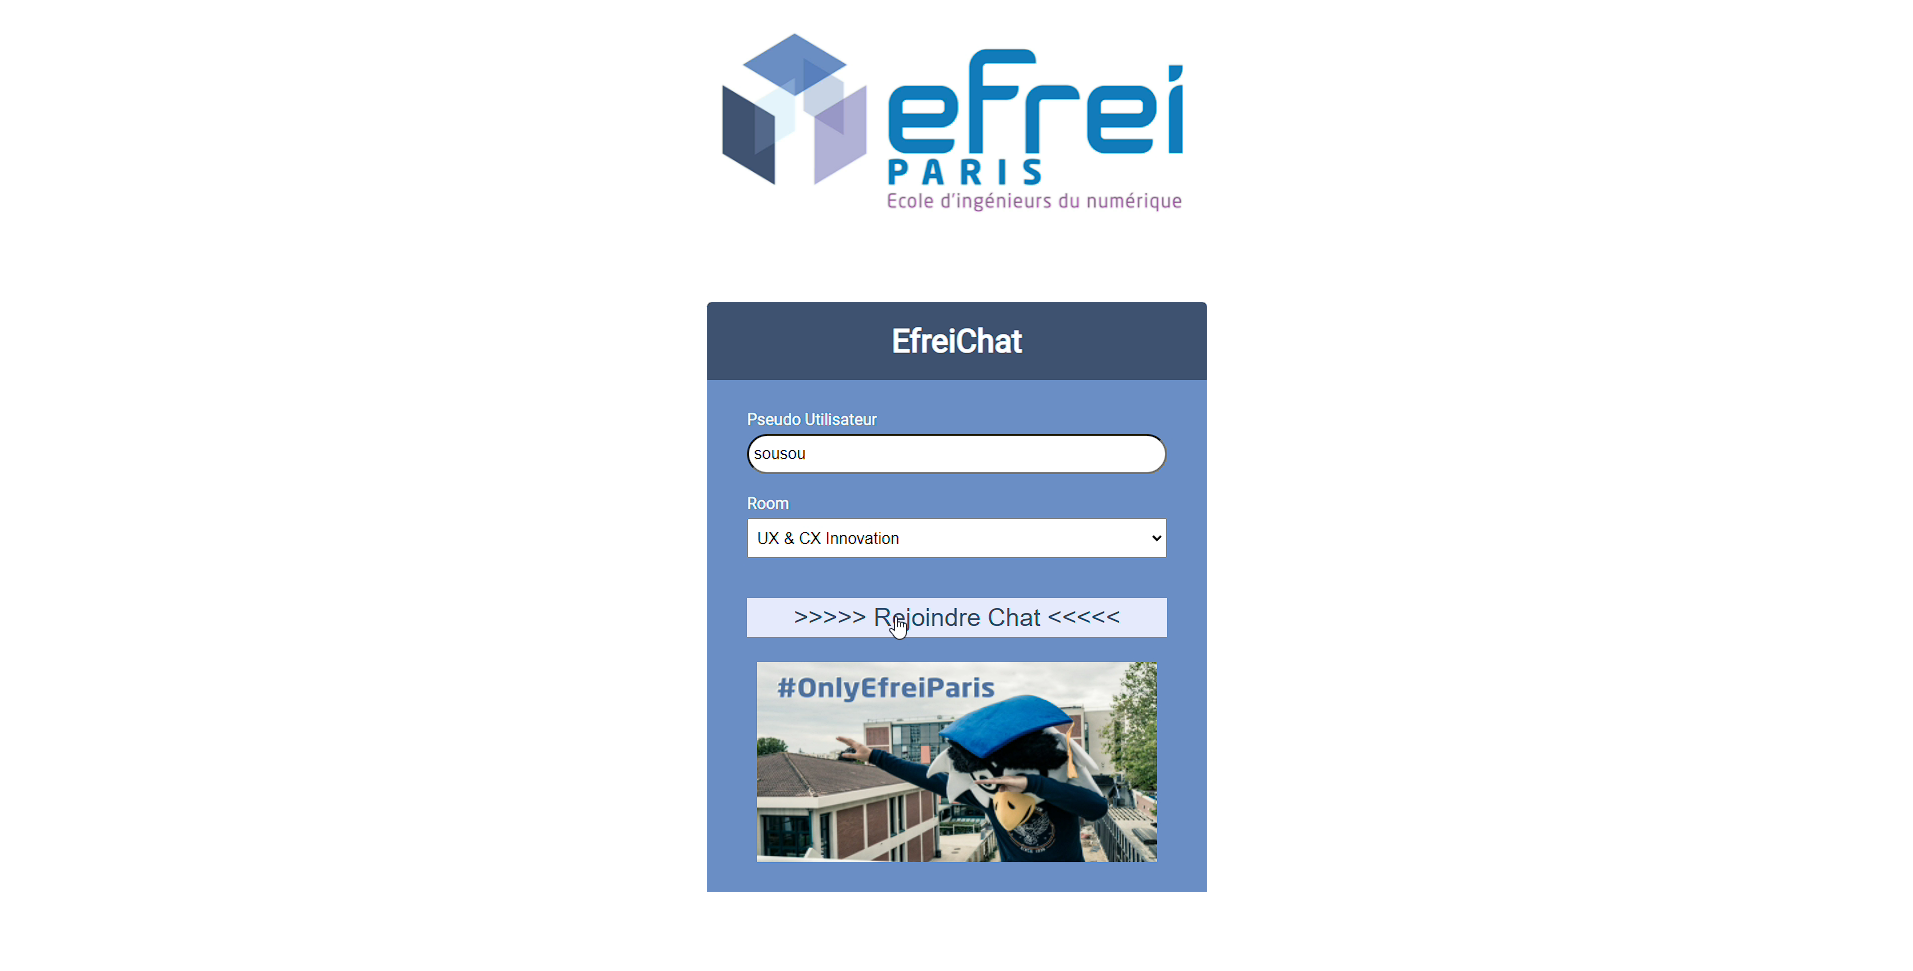 efrei
PARIS
Ecole d'ingénieurs du numérique
EfreiChat
Pseudo Utilisateur
sousou
Room
UX & CX Innovation
>>>>> Rejoindre Chat <<<<<
#OnlyEfreiParis